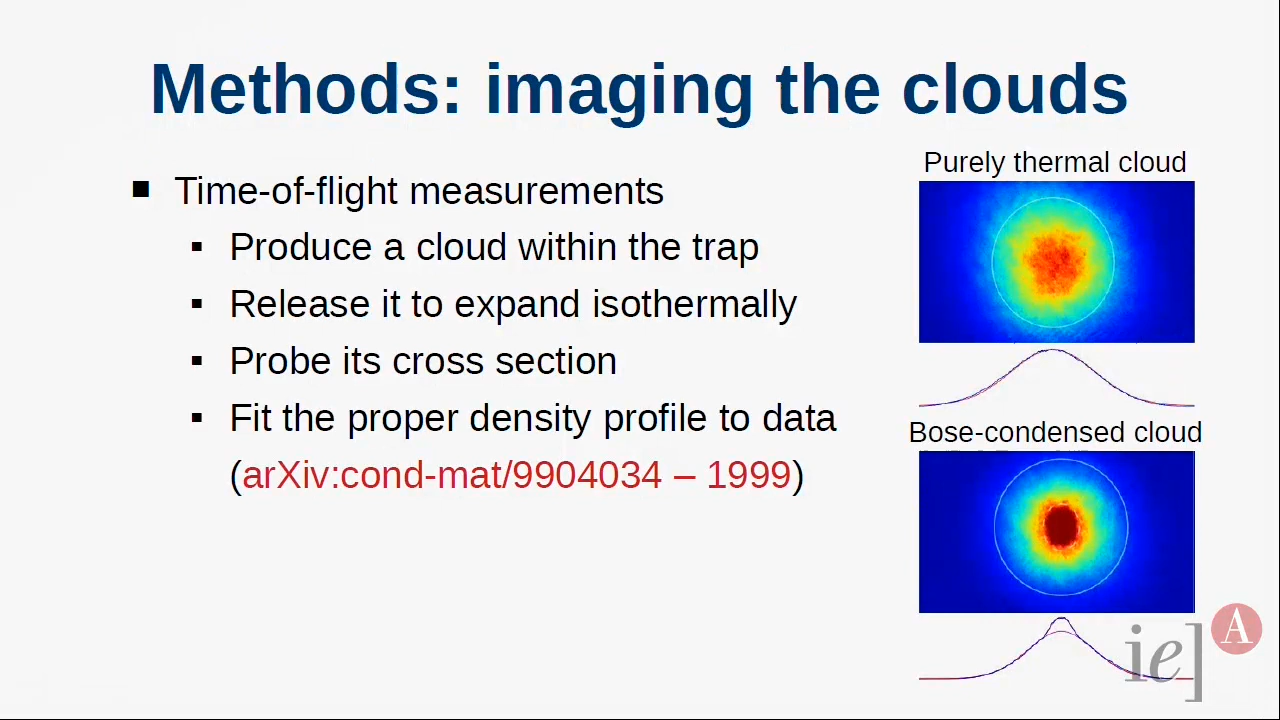 Methods: imaging the clouds
Time-of-flight measurements
Produce a cloud within the trap
Release it to expand isothermally
Probe its cross section
Fit the proper density profile to data
(arXiv:cond-mat/9904034 – 1999)
Purely thermal cloud
Bose-condensed cloud
ie]
A